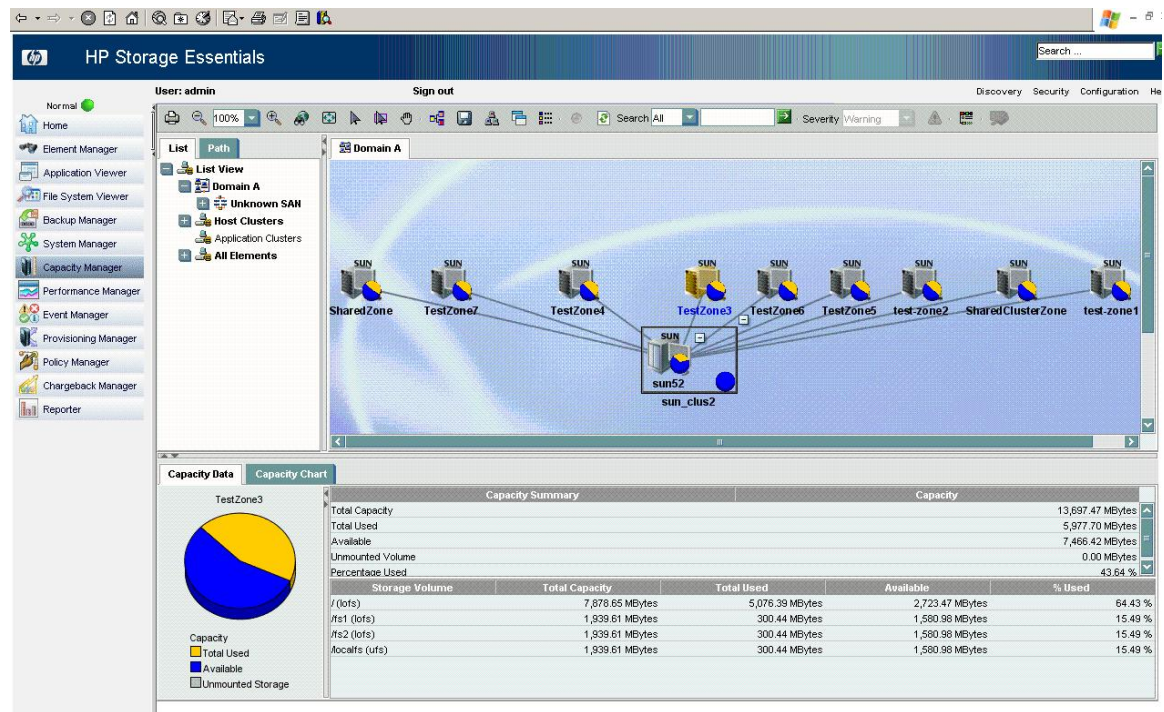 hp HP Storage Essentials
Search ...
User: admin
Sign out
Discovery Security Configuration He
Normal
Home
Element Manager
Application Viewer
File System Viewer
Backup Manager
System Manager
Capacity Manager
Performance Manager
Event Manager
Provisioning Manager
Policy Manager
Chargeback Manager
Reporter
100%
Search All
Severity Warning
List Path
List View
Domain A
Unknown SAN
Host Clusters
Application Clusters
All Elements
Domain A
SUN SUN SUN SUN SUN SUN SUN SUN SUN
SharedZone TestZone7 TestZone4 TestZone3 TestZone6 TestZone5 test-zone2 SharedClusterZone test-zone1
SUN
sun52
sun_clus2
Capacity Data Capacity Chart
TestZone3
Capacity
Total Used
Available
Unmounted Storage
Capacity Summary Capacity
Total Capacity 13,697.47 MBytes
Total Used 5,977.70 MBytes
Available 7,466.42 MBytes
Unmounted Volume 0.00 MBytes
Percentage Used 43.64 %
Storage Volume Total Capacity Total Used Available % Used
/ (lofs) 7,878.65 MBytes 5,076.39 MBytes 2,723.47 MBytes 64.43 %
/fs1 (lofs) 1,939.61 MBytes 300.44 MBytes 1,580.98 MBytes 15.49 %
/fs2 (lofs) 1,939.61 MBytes 300.44 MBytes 1,580.98 MBytes 15.49 %
/localfs (ufs) 1,939.61 MBytes 300.44 MBytes 1,580.98 MBytes 15.49 %